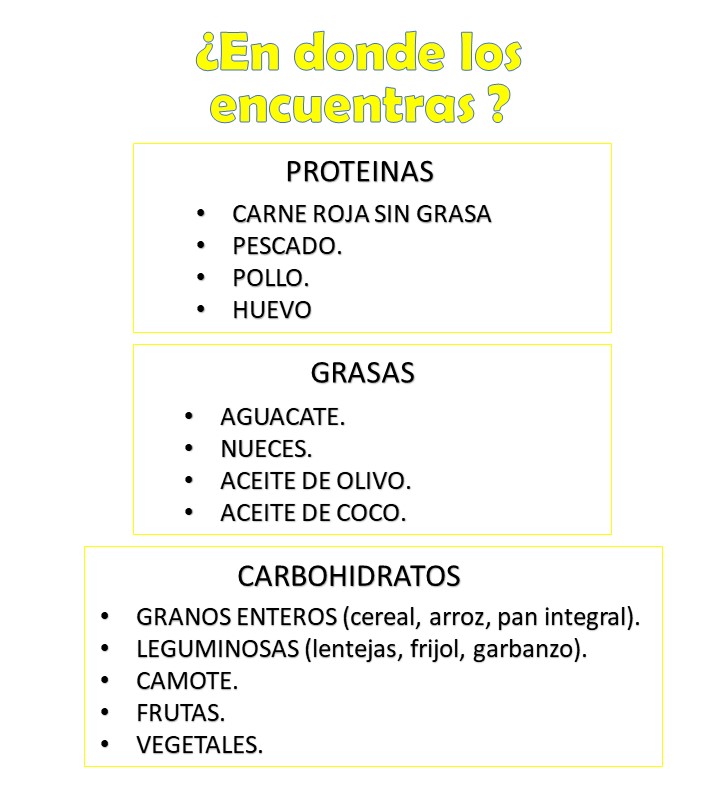 ¿En donde los
encuentras ?
PROTEINAS
• CARNE ROJA SIN GRASA
• PESCADO.
• POLLO.
• HUEVO
GRASAS
• AGUACATE.
• NUECES.
• ACEITE DE OLIVO.
• ACEITE DE COCO.
CARBOHIDRATOS
• GRANOS ENTEROS (cereal, arroz, pan integral).
• LEGUMINOSAS (lentejas, frijol, garbanzo).
• CAMOTE.
• FRUTAS.
• VEGETALES.